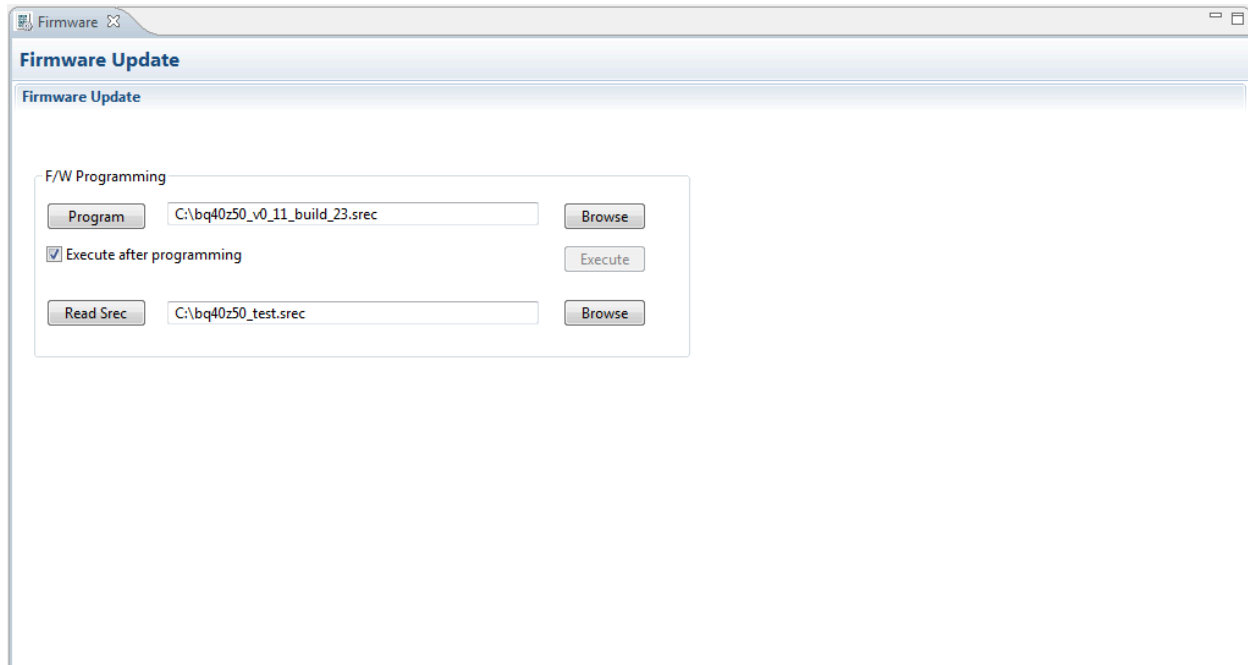 Firmware
Firmware Update
Firmware Update
F/W Programming
Program C:\bq40z50_v0_11_build_23.srec Browse
Execute after programming Execute
Read Srec C:\bq40z50_test.srec Browse